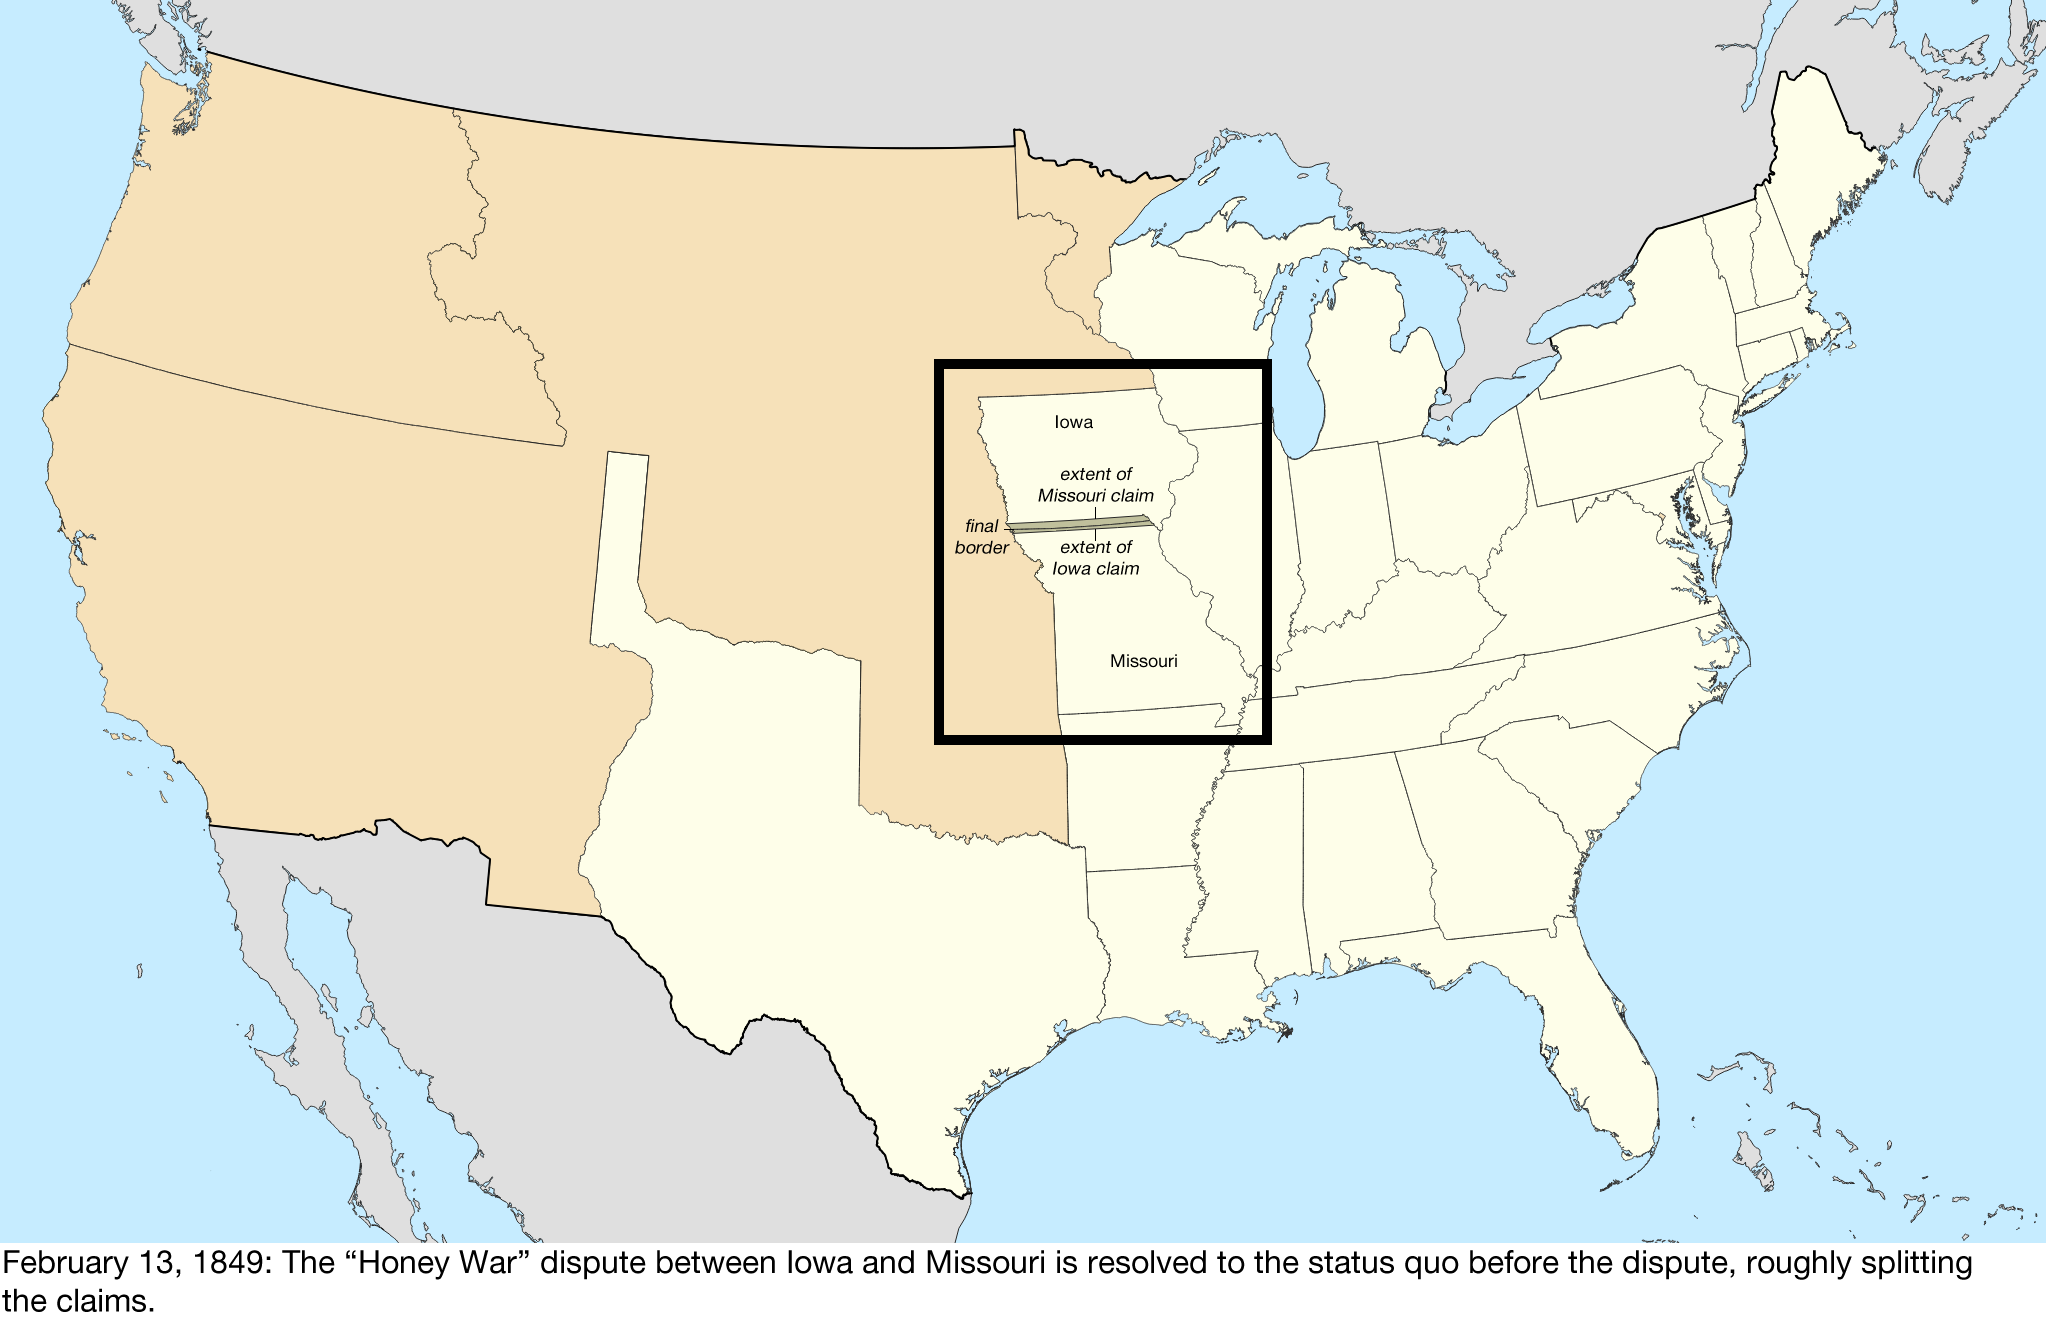 Iowa
extent of
Missouri claim
final
border
extent of
Iowa claim
Missouri
February 13, 1849: The “Honey War” dispute between Iowa and Missouri is resolved to the status quo before the dispute, roughly splitting
the claims.